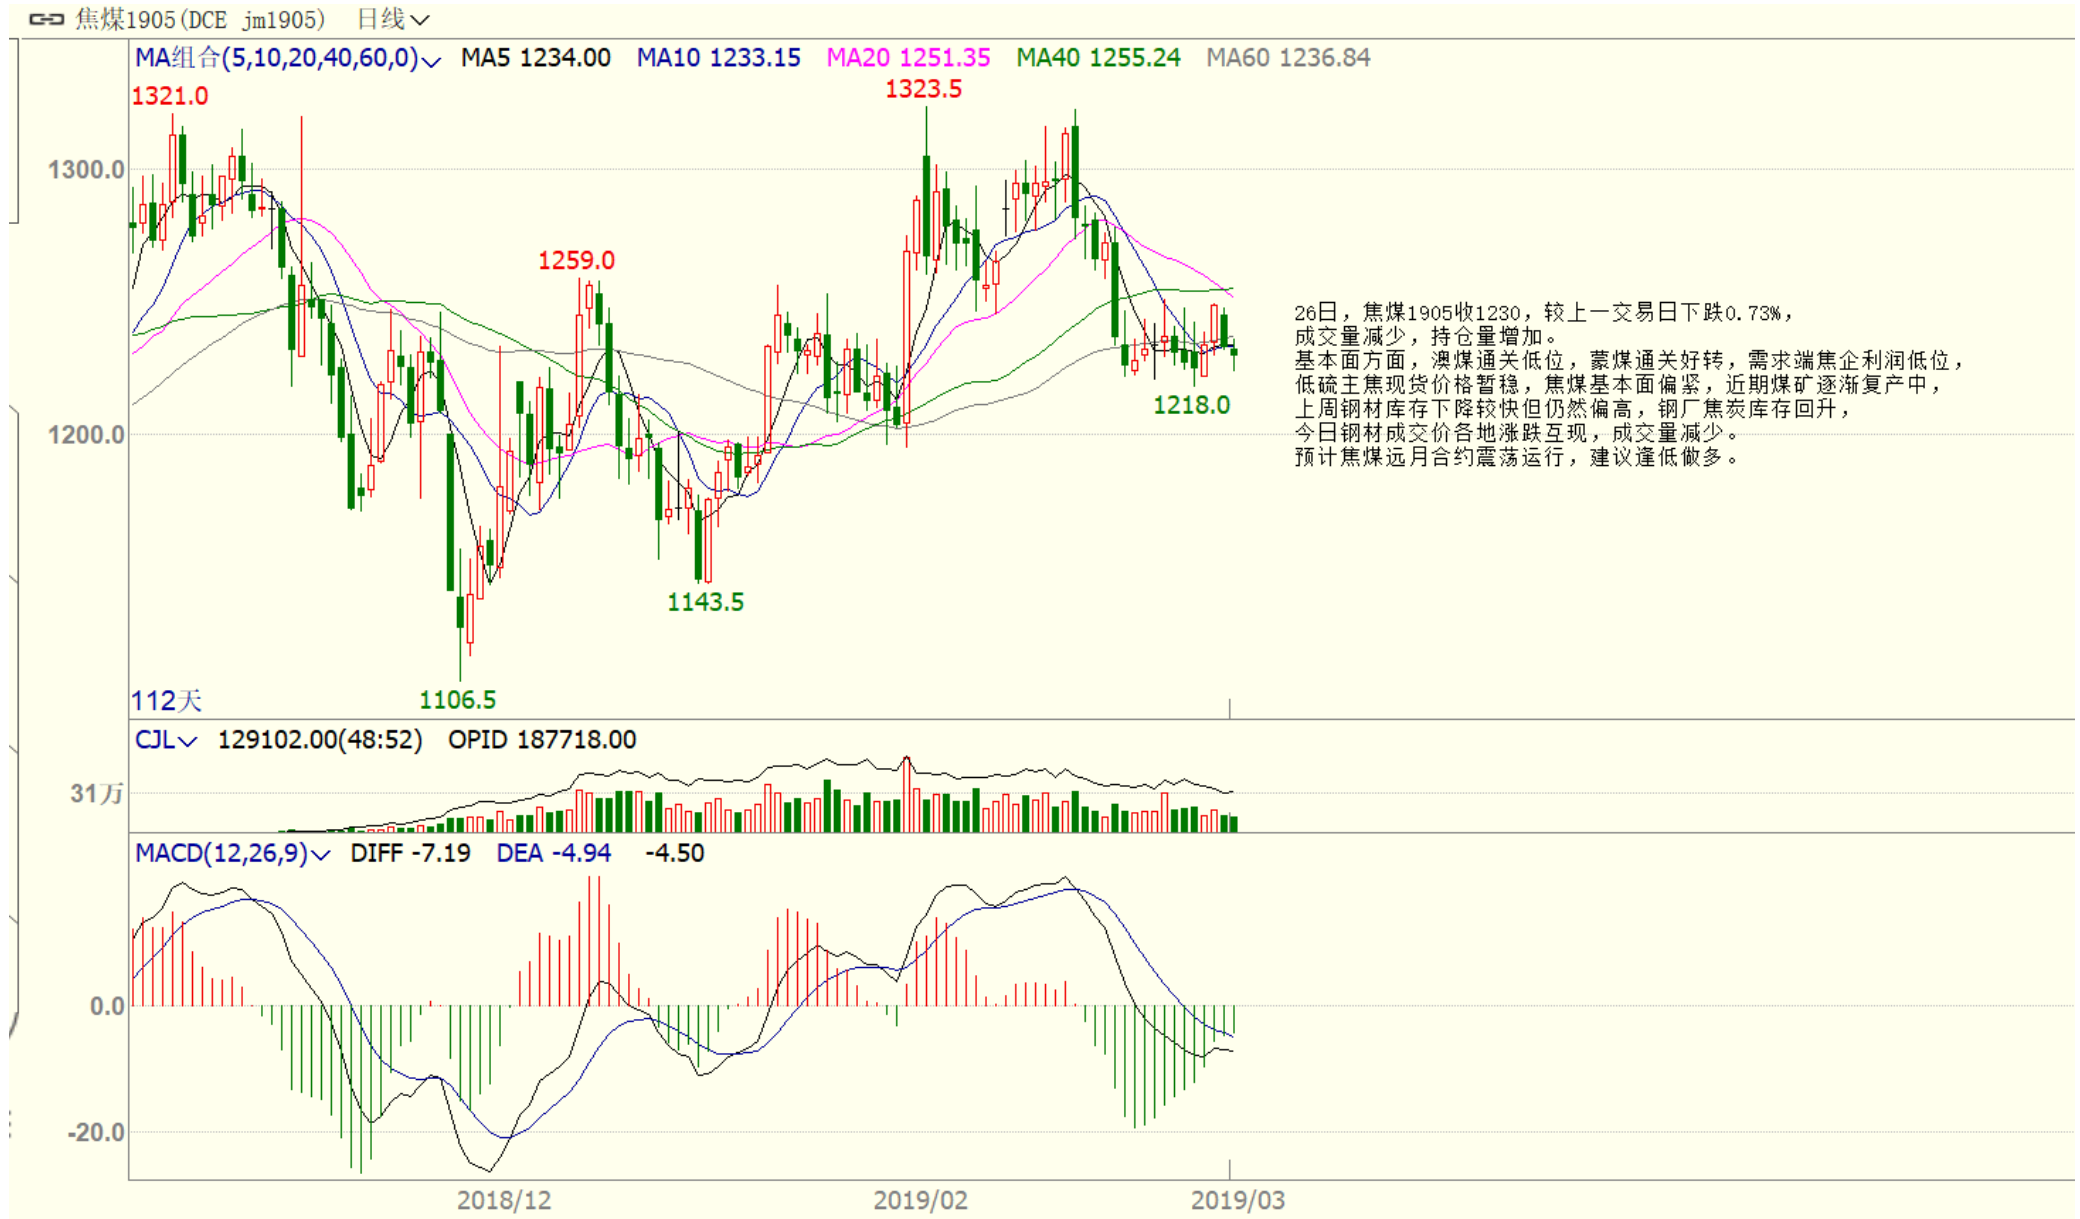 焦煤1905(DCE jm1905) 日线
MA组合(5,10,20,40,60,0) MA5 1234.00 MA10 1233.15 MA20 1251.35 MA40 1255.24 MA60 1236.84
1321.0
1323.5
1300.0
1259.0
26日，焦煤1905收1230，较上一交易日下跌0.73%，
成交量减少，持仓量增加。
基本面方面，澳煤通关低位，蒙煤通关好转，需求端焦企利润低位，
低硫主焦现货价格暂稳，焦煤基本面偏紧，近期煤矿逐渐复产中，
上周钢材库存下降较快但仍然偏高，钢厂焦炭库存回升，
今日钢材成交价各地涨跌互现，成交量减少。
预计焦煤远月合约震荡运行，建议逢低做多。
1218.0
1200.0
1143.5
1106.5
112天
CJL 129102.00(48:52) OPID 187718.00
31万
MACD(12,26,9) DIFF -7.19 DEA -4.94 -4.50
0.0
-20.0
2018/12 2019/02 2019/03